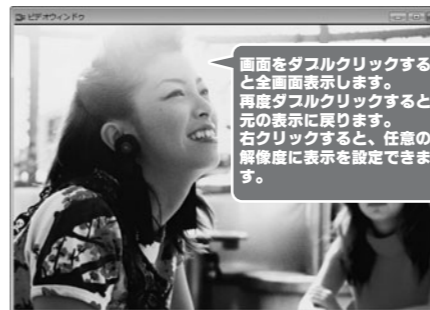 ビデオウィンドウ
画面をダブルクリックする
と全画面表示します。
再度ダブルクリックすると
元の表示に戻ります。
右クリックすると、任意の
解像度に表示を設定できま
す。